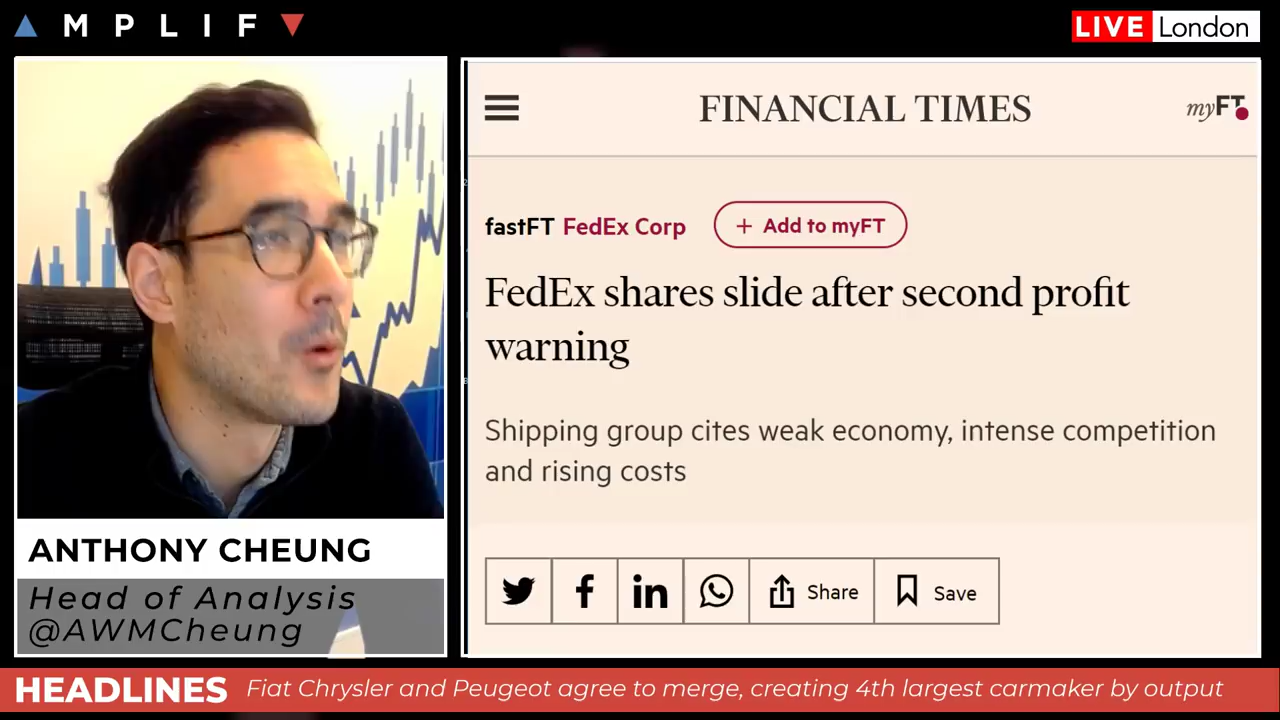 AMPLIFY
LIVE London
FINANCIAL TIMES
myFT
fastFT FedEx Corp
+ Add to myFT
FedEx shares slide after second profit
warning
Shipping group cites weak economy, intense competition
and rising costs
Share
Save
ANTHONY CHEUNG
Head of Analysis
@AWMCheung
HEADLINES Fiat Chrysler and Peugeot agree to merge, creating 4th largest carmaker by output